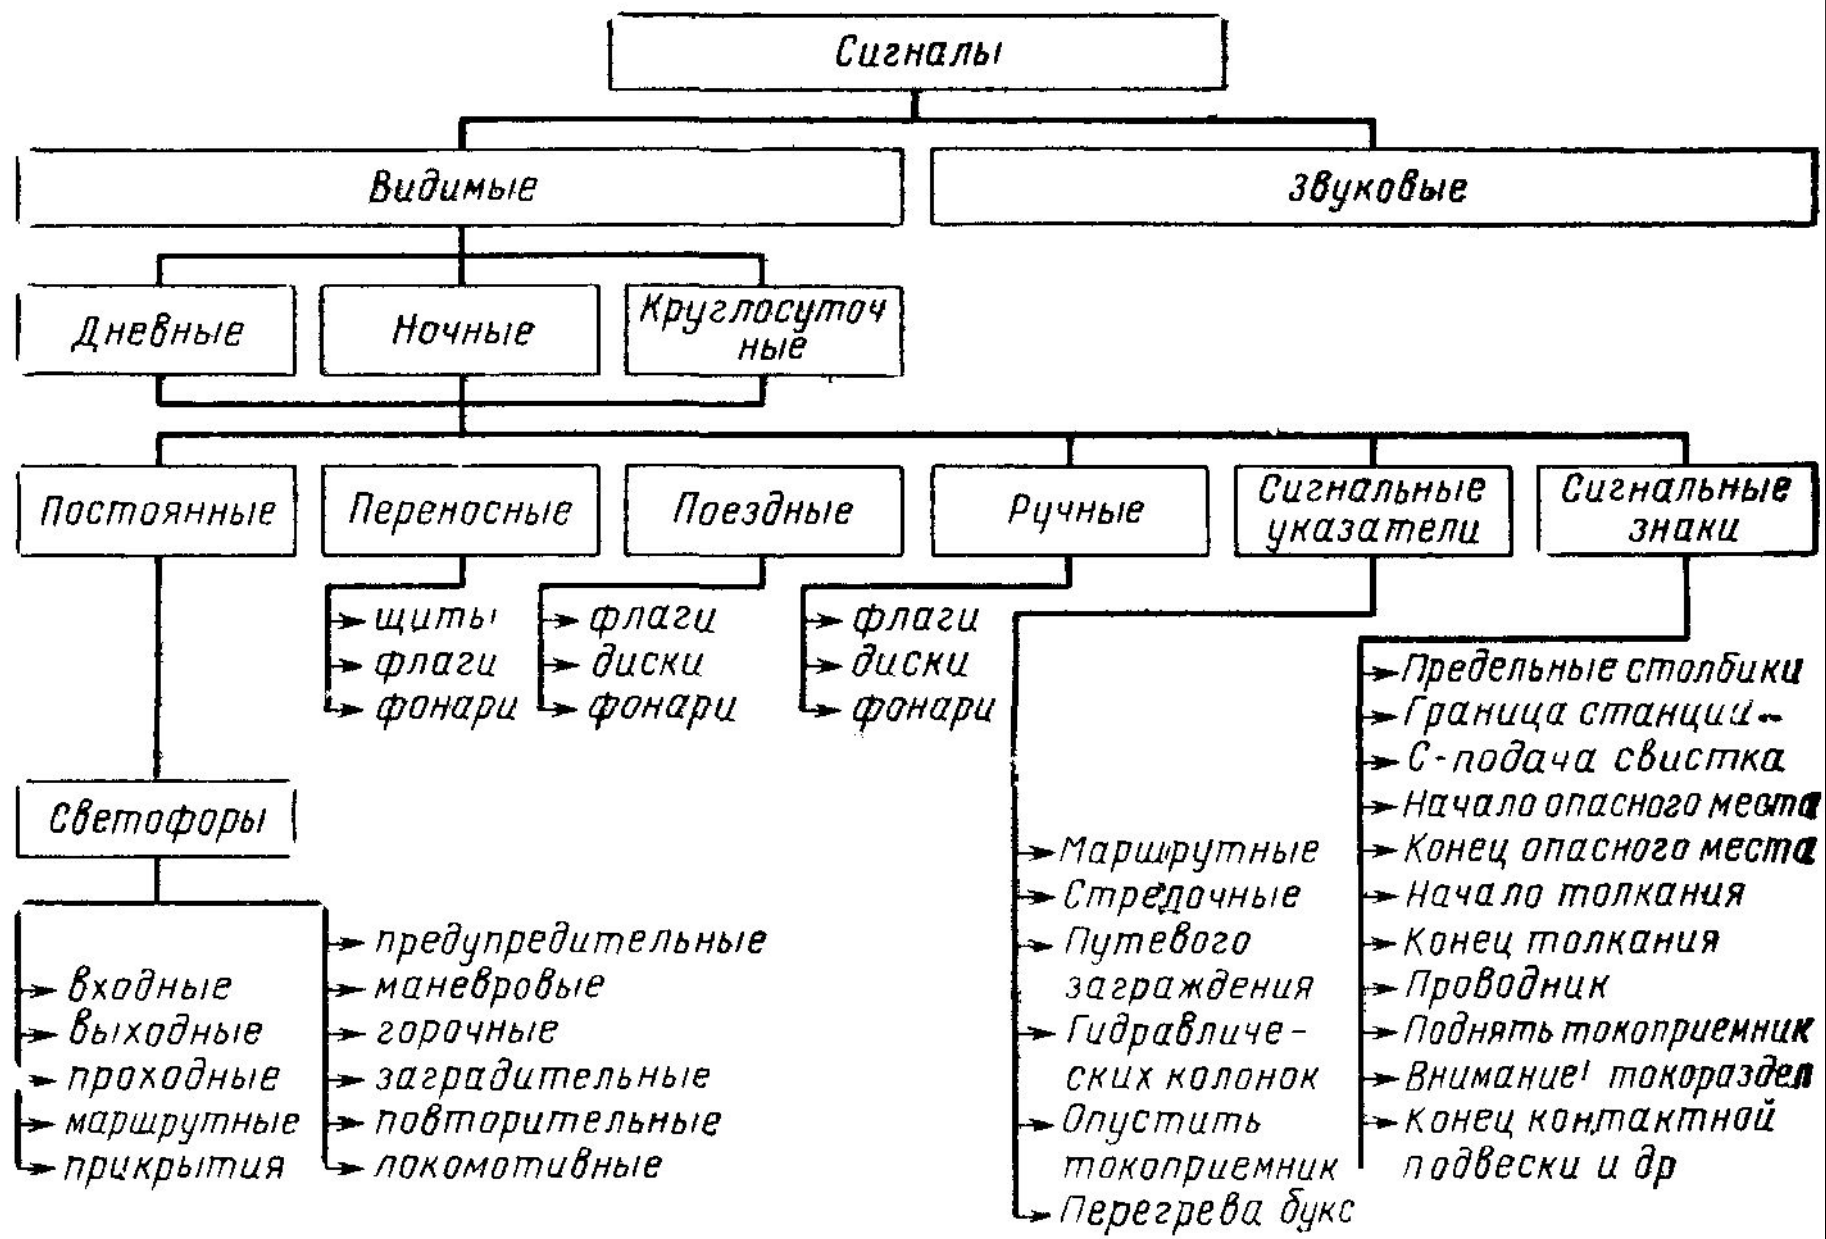 Сигналы
Видимые
Звуковые
Дневные
Ночные
Круглосуточ
ные
Постоянные
Переносные
Поездные
Ручные
Сигнальные
указатели
Сигнальные
знаки
щиты
флаги
фонари
флаги
диски
фонари
флаги
диски
фонари
Светофоры
входные
выходные
проходные
маршрутные
прикрытия
предупредительные
маневровые
горочные
заградительные
повторительные
локомотивные
Маршрутные
Стрелочные
Путевого
заграждения
Гидравличе-
ских колонок
Опустить
токоприемник
Перегрева букс
Предельные столбики
Граница станций
С-подача свистка
Начало опасного места
Конец опасного места
Начало толкания
Конец толкания
Проводник
Поднять токоприемник
Внимание! токораздел
Конец контактной
подвески и др